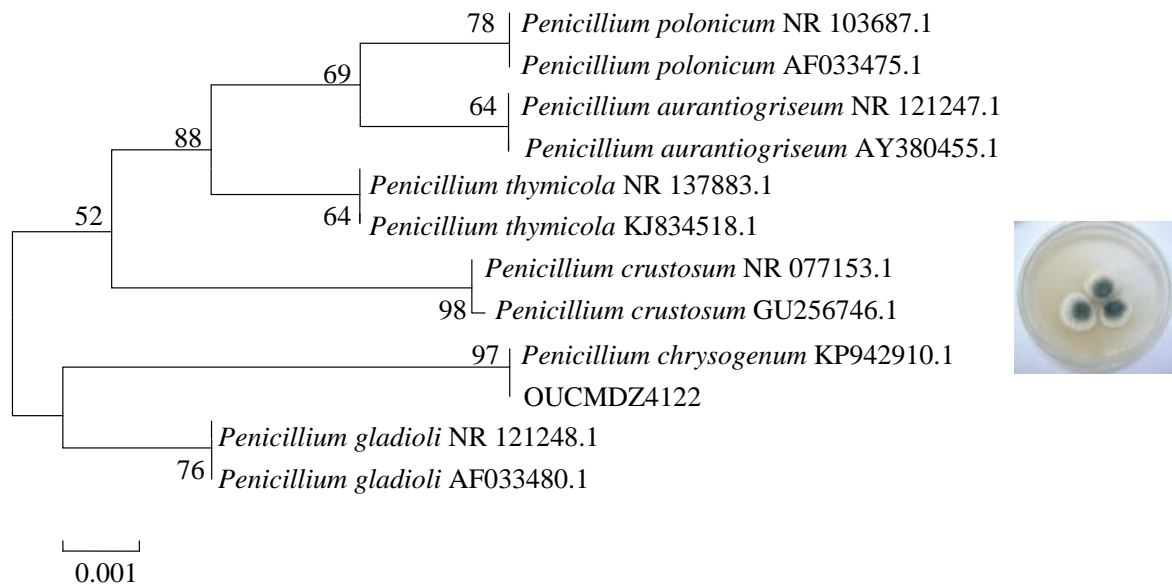 78 Penicillium polonicum NR 103687.1
Penicillium polonicum AF033475.1
69
64 Penicillium aurantiogriseum NR 121247.1
88
Penicillium aurantiogriseum AY380455.1
Penicillium thymicola NR 137883.1
52 64 Penicillium thymicola KJ834518.1
Penicillium crustosum NR 077153.1
98 Penicillium crustosum GU256746.1
97 Penicillium chrysogenum KP942910.1
OUCMDZ4122
Penicillium gladioli NR 121248.1
76 Penicillium gladioli AF033480.1
0.001